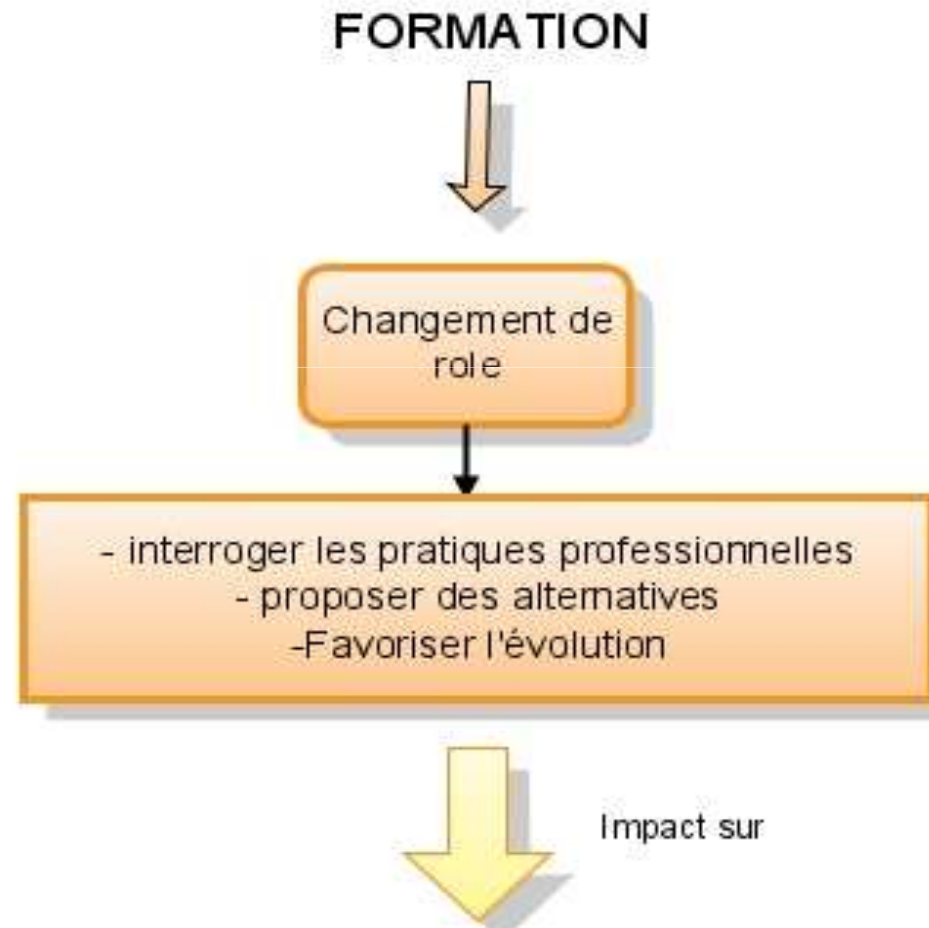 FORMATION
Changement de
role
- interroger les pratiques professionnelles
- proposer des alternatives
-Favoriser l'évolution
Impact sur